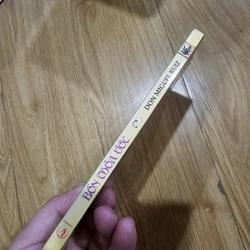 BỐN THỎA ƯỚC
DON MIGUEL RUIZ